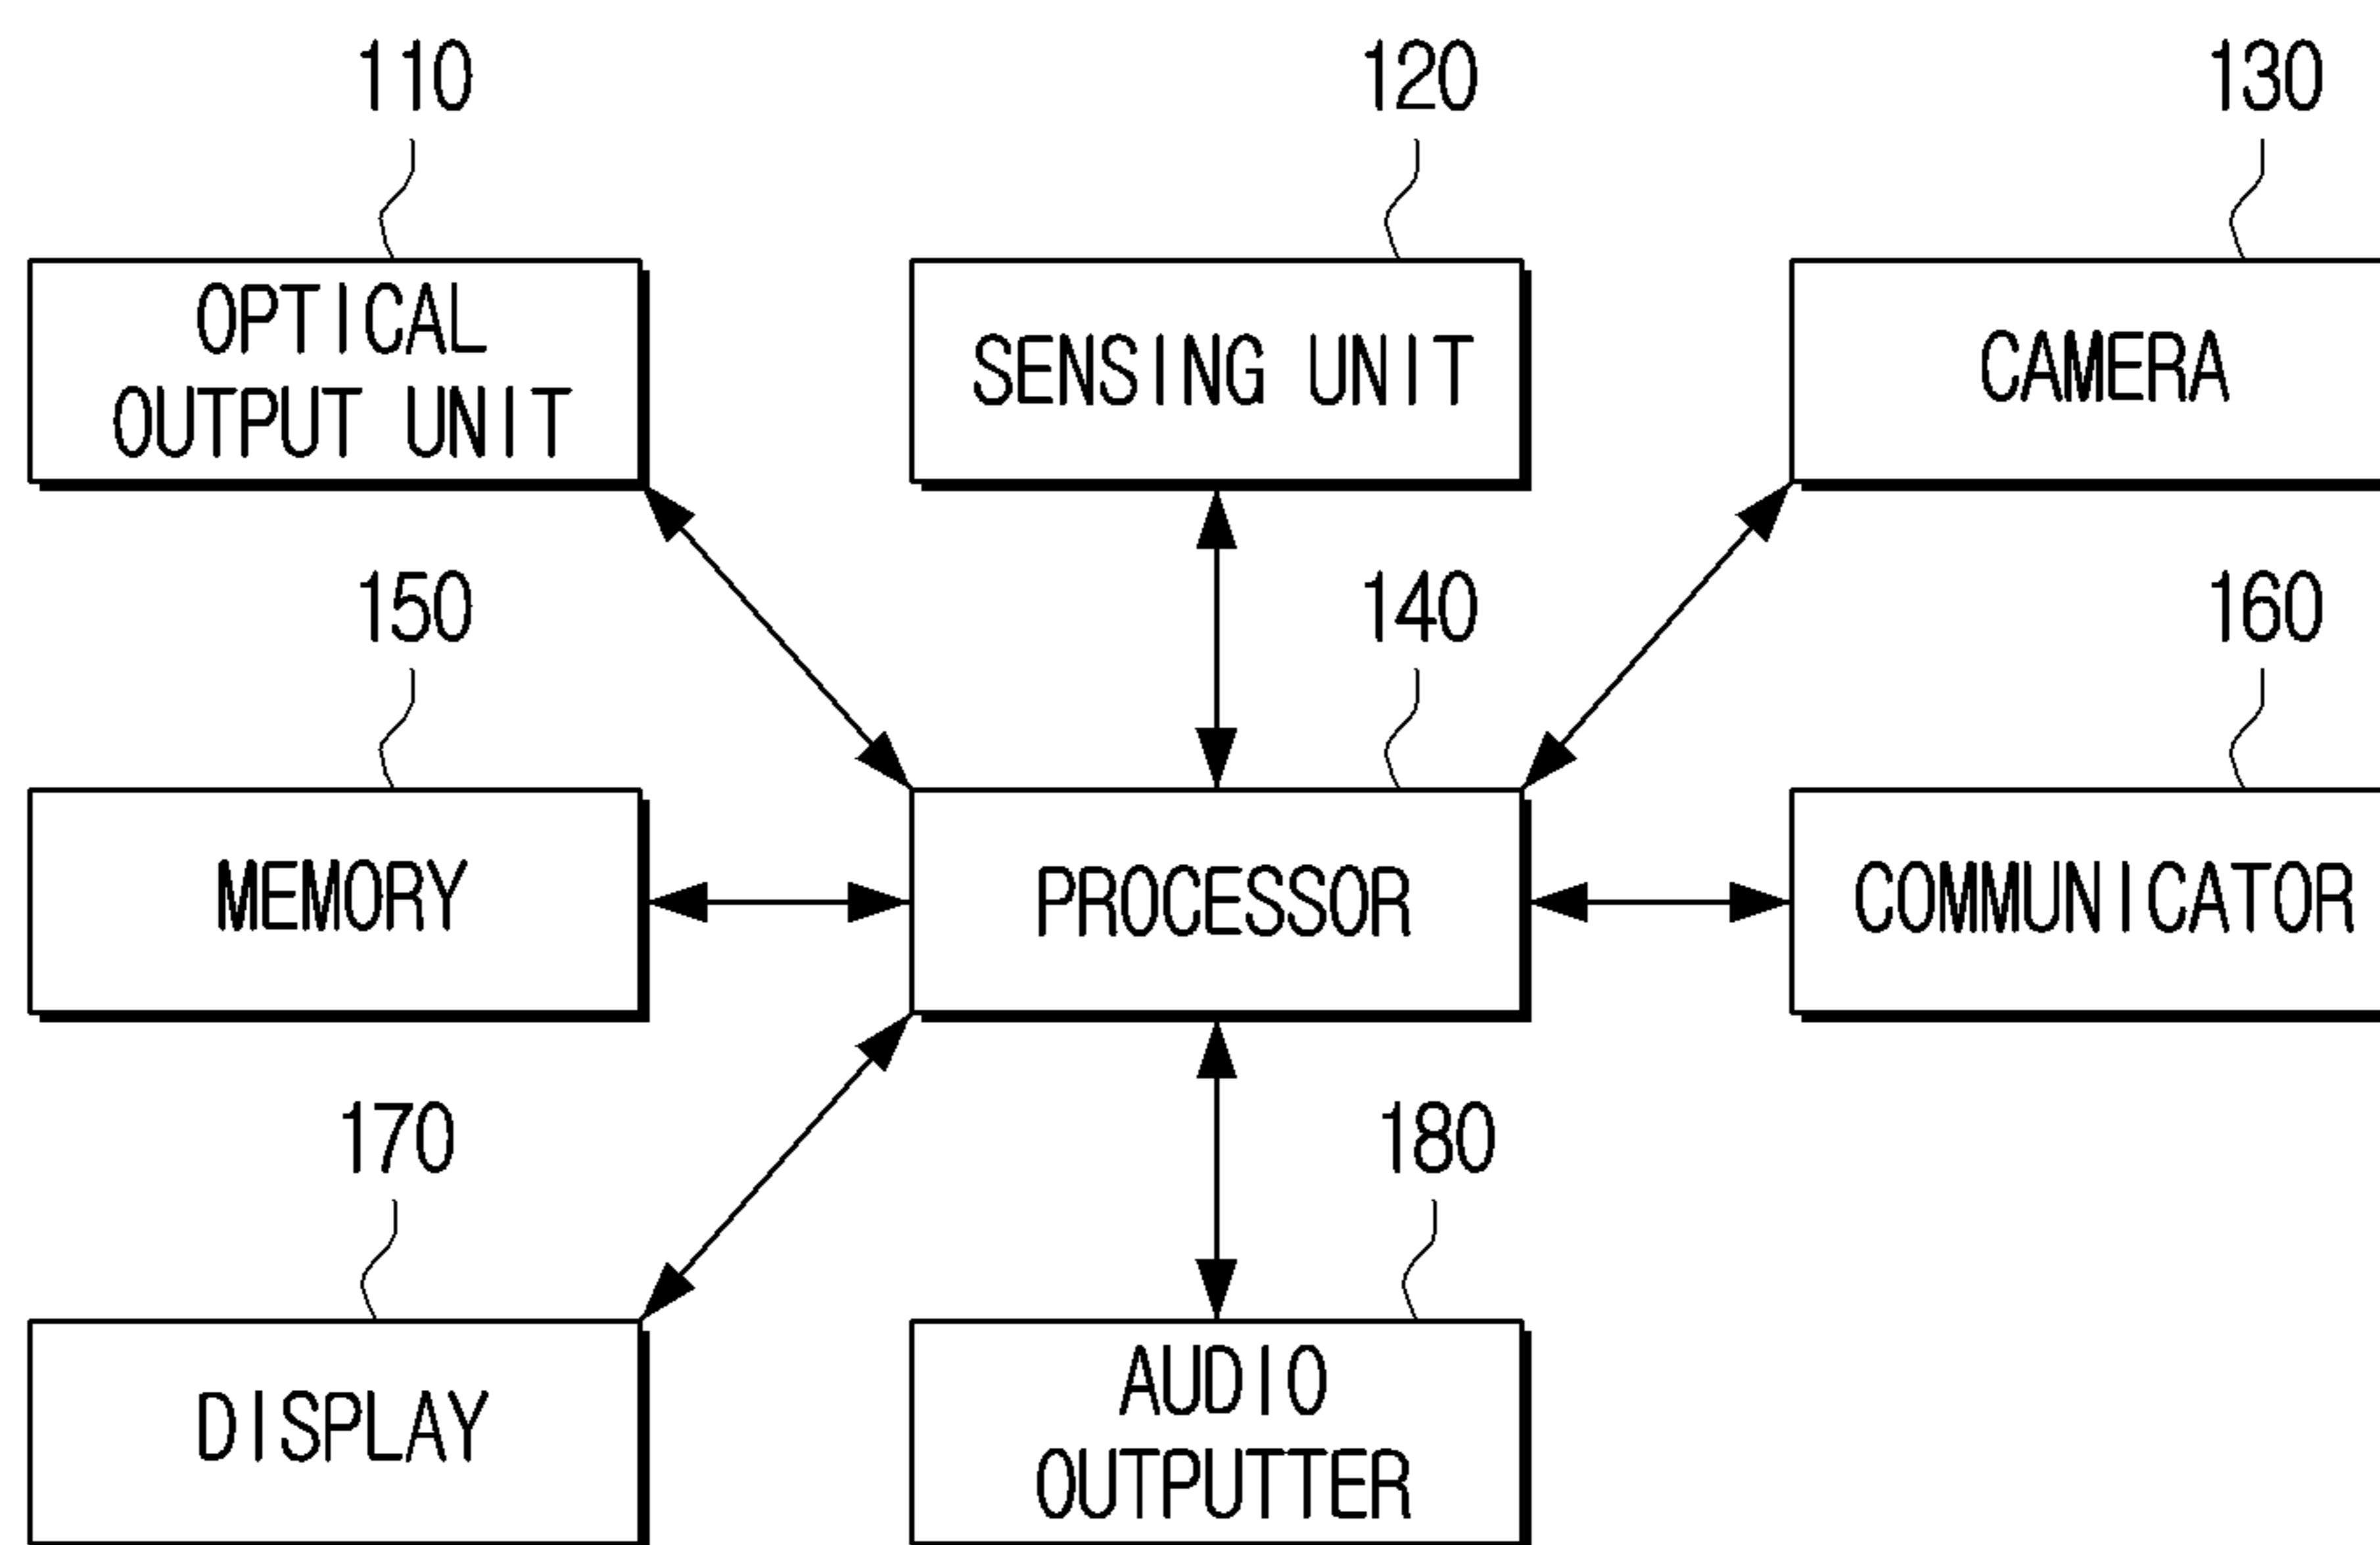 110
120
130
OPTICAL
OUTPUT UNIT
SENSING UNIT
CAMERA
150
140
160
MEMORY
PROCESSOR
COMMUNICATOR
170
180
DISPLAY
AUDIO
OUTPUTTER